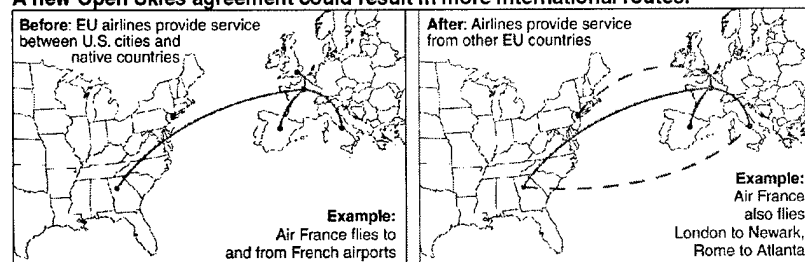 A new Open Skies agreement could result in more international routes.
Before: EU airlines provide service
between U.S. cities and
native countries
Example:
Air France flies to
and from French airports
After: Airlines provide service
from other EU countries
Example:
Air France
also flies
London to Newark,
Rome to Atlanta